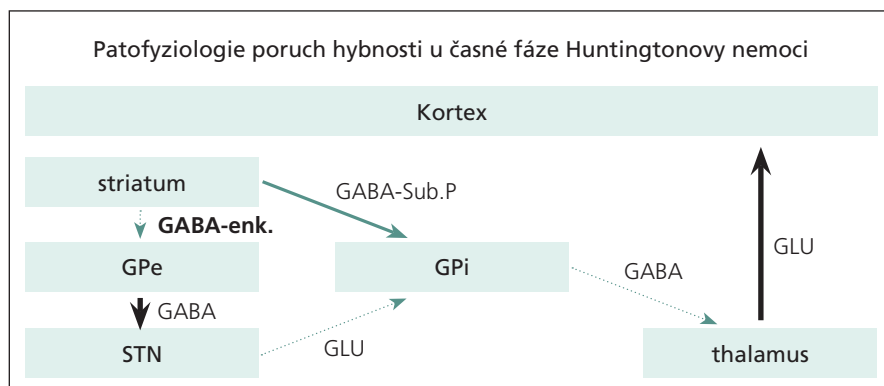 Patofyziologie poruch hybnosti u časné fáze Huntingtonovy nemoci
Kortex
striatum
GABA-Sub.P
GABA-enk.
GPe
GPi
GABA
GLU
GABA
STN
GLU
thalamus